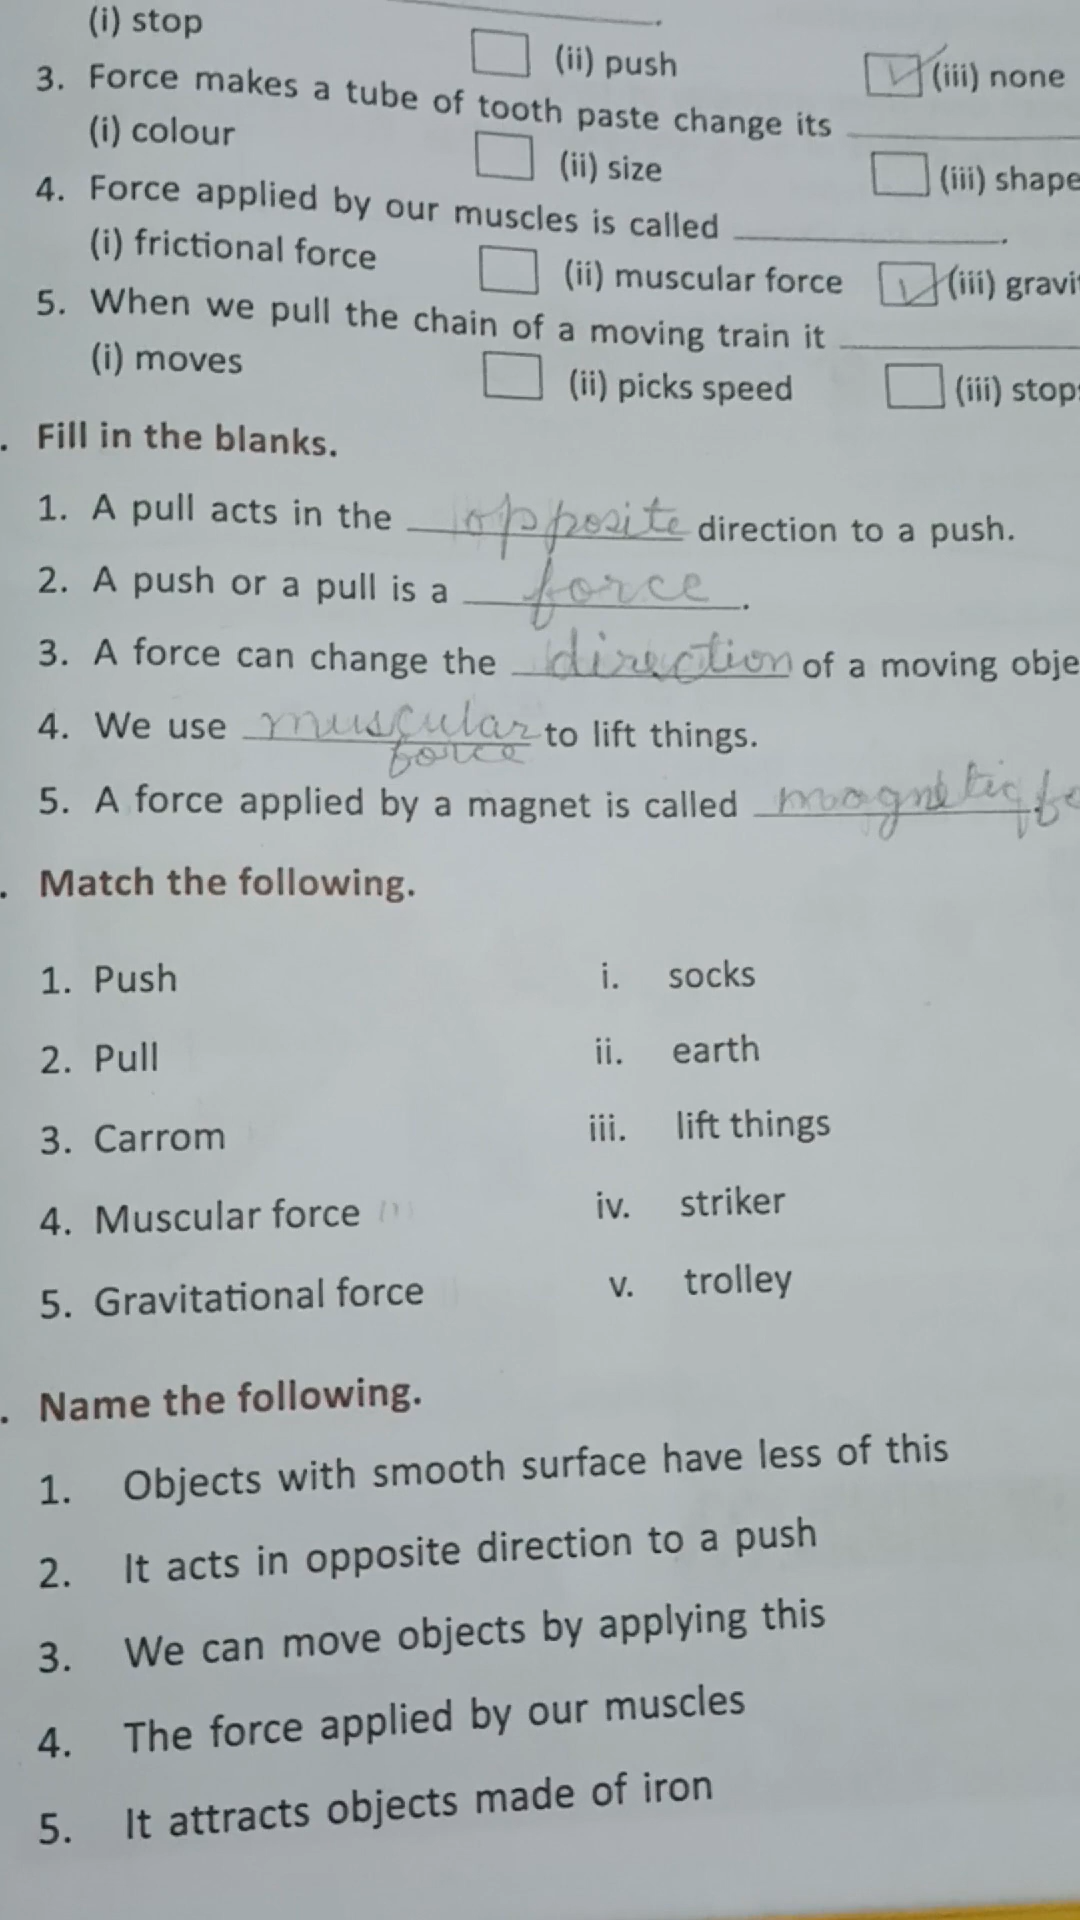 (i) stop
(ii) push
(iii) none
3. Force makes a tube of tooth paste change its
(i) colour
(ii) size
(iii) shape
4. Force applied by our muscles is called
(i) frictional force
(ii) muscular force
(iii) gravit
5. When we pull the chain of a moving train it
(i) moves
(ii) picks speed
(iii) stops
. Fill in the blanks.
1. A pull acts in the opposite direction to a push.
2. A push or a pull is a force.
3. A force can change the direction of a moving obje
4. We use muscular force to lift things.
5. A force applied by a magnet is called magnetic fo
. Match the following.
1. Push
i. socks
2. Pull
ii. earth
3. Carrom
iii. lift things
4. Muscular force
iv. striker
5. Gravitational force
v. trolley
. Name the following.
1. Objects with smooth surface have less of this
2. It acts in opposite direction to a push
3. We can move objects by applying this
4. The force applied by our muscles
5. It attracts objects made of iron